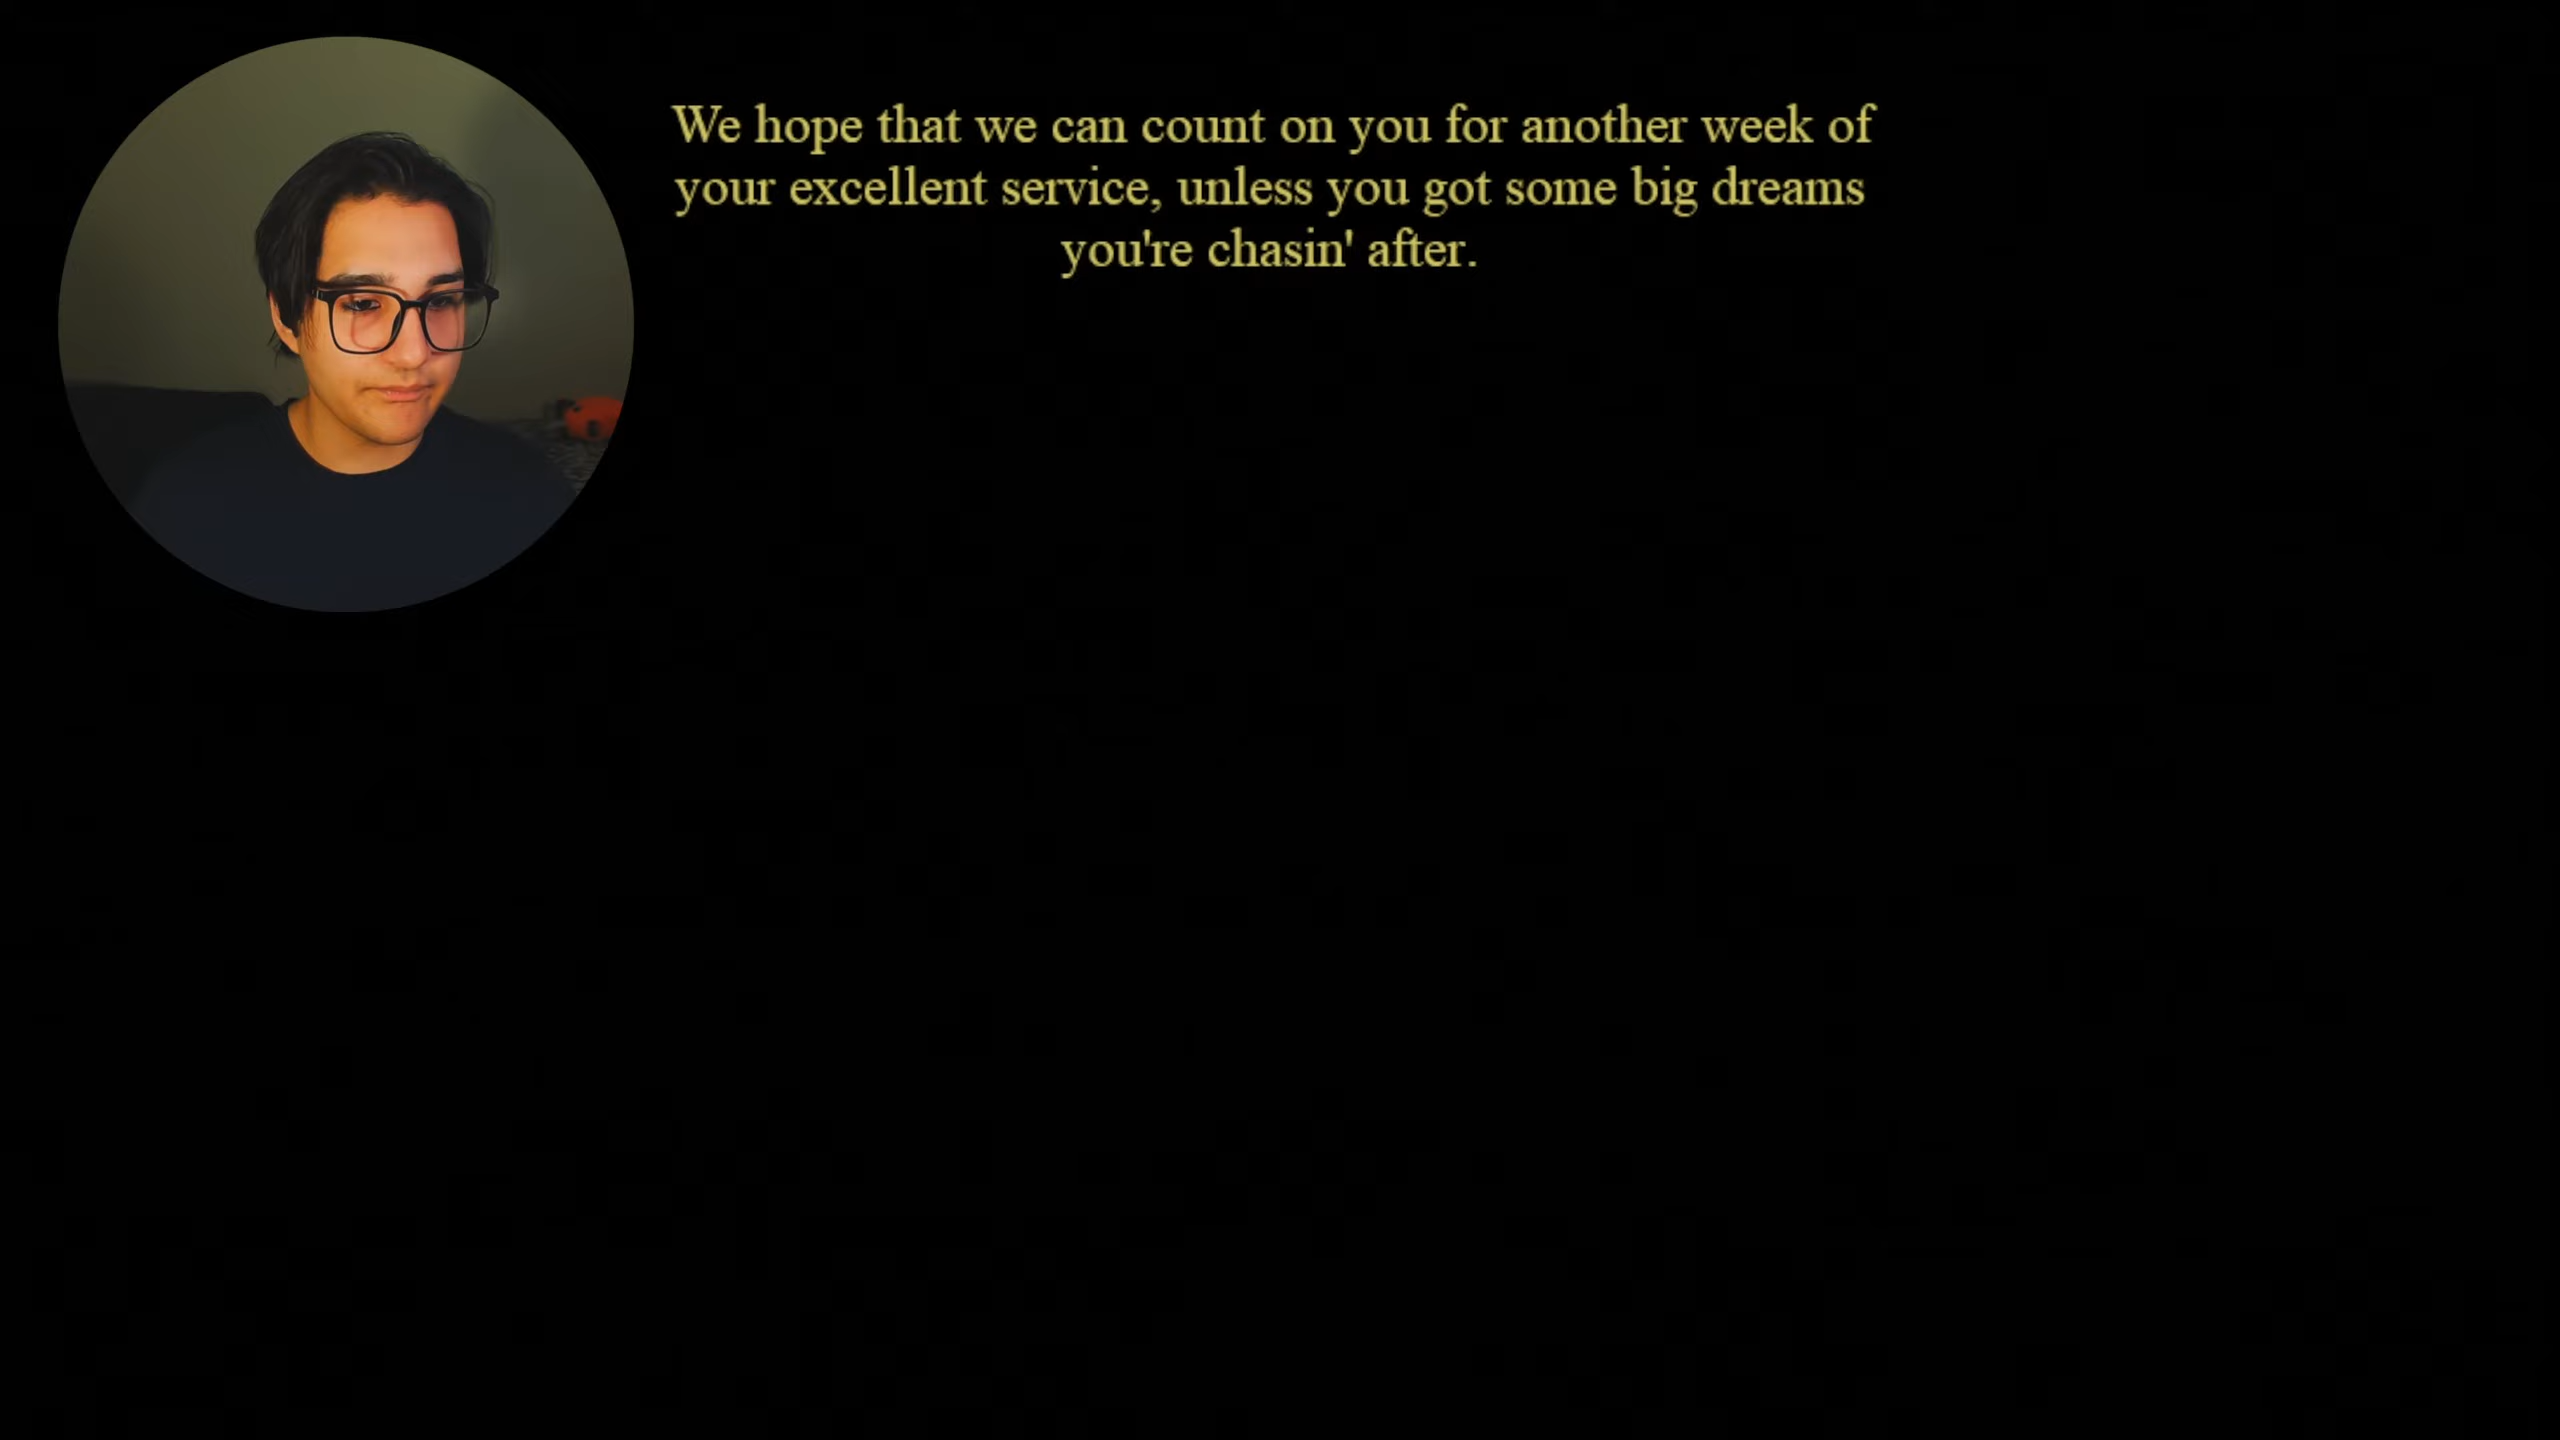 We hope that we can count on you for another week of
your excellent service, unless you got some big dreams
you're chasin' after.